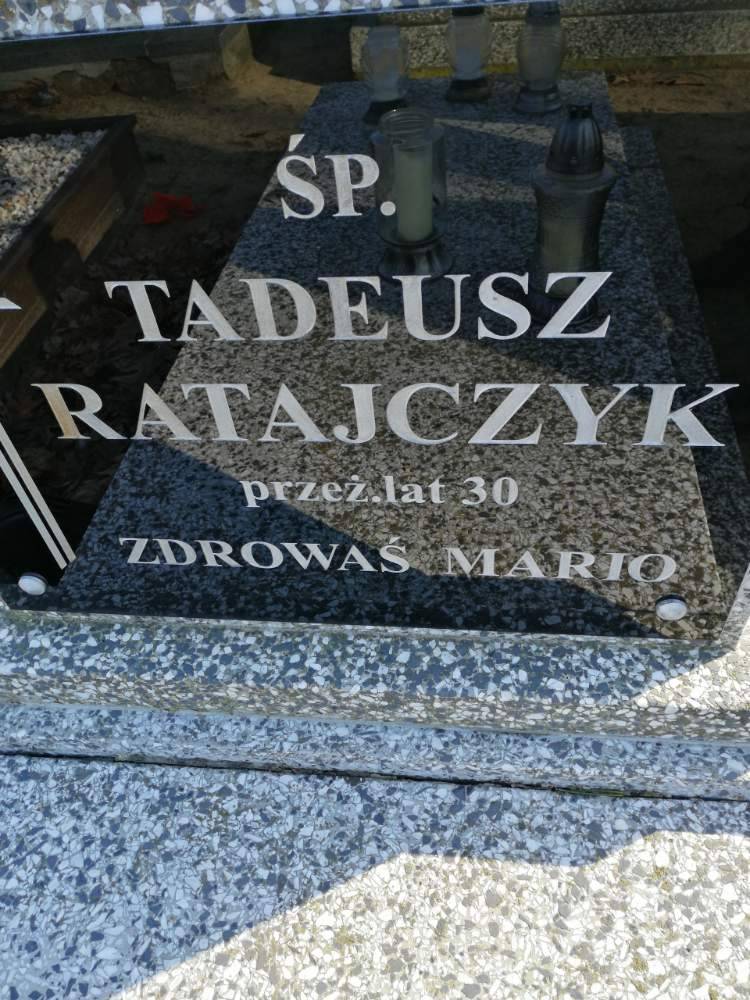 ŚP.
TADEUSZ
RATAJCZYK
przeż.lat 30
ZDROWAŚ MARIO